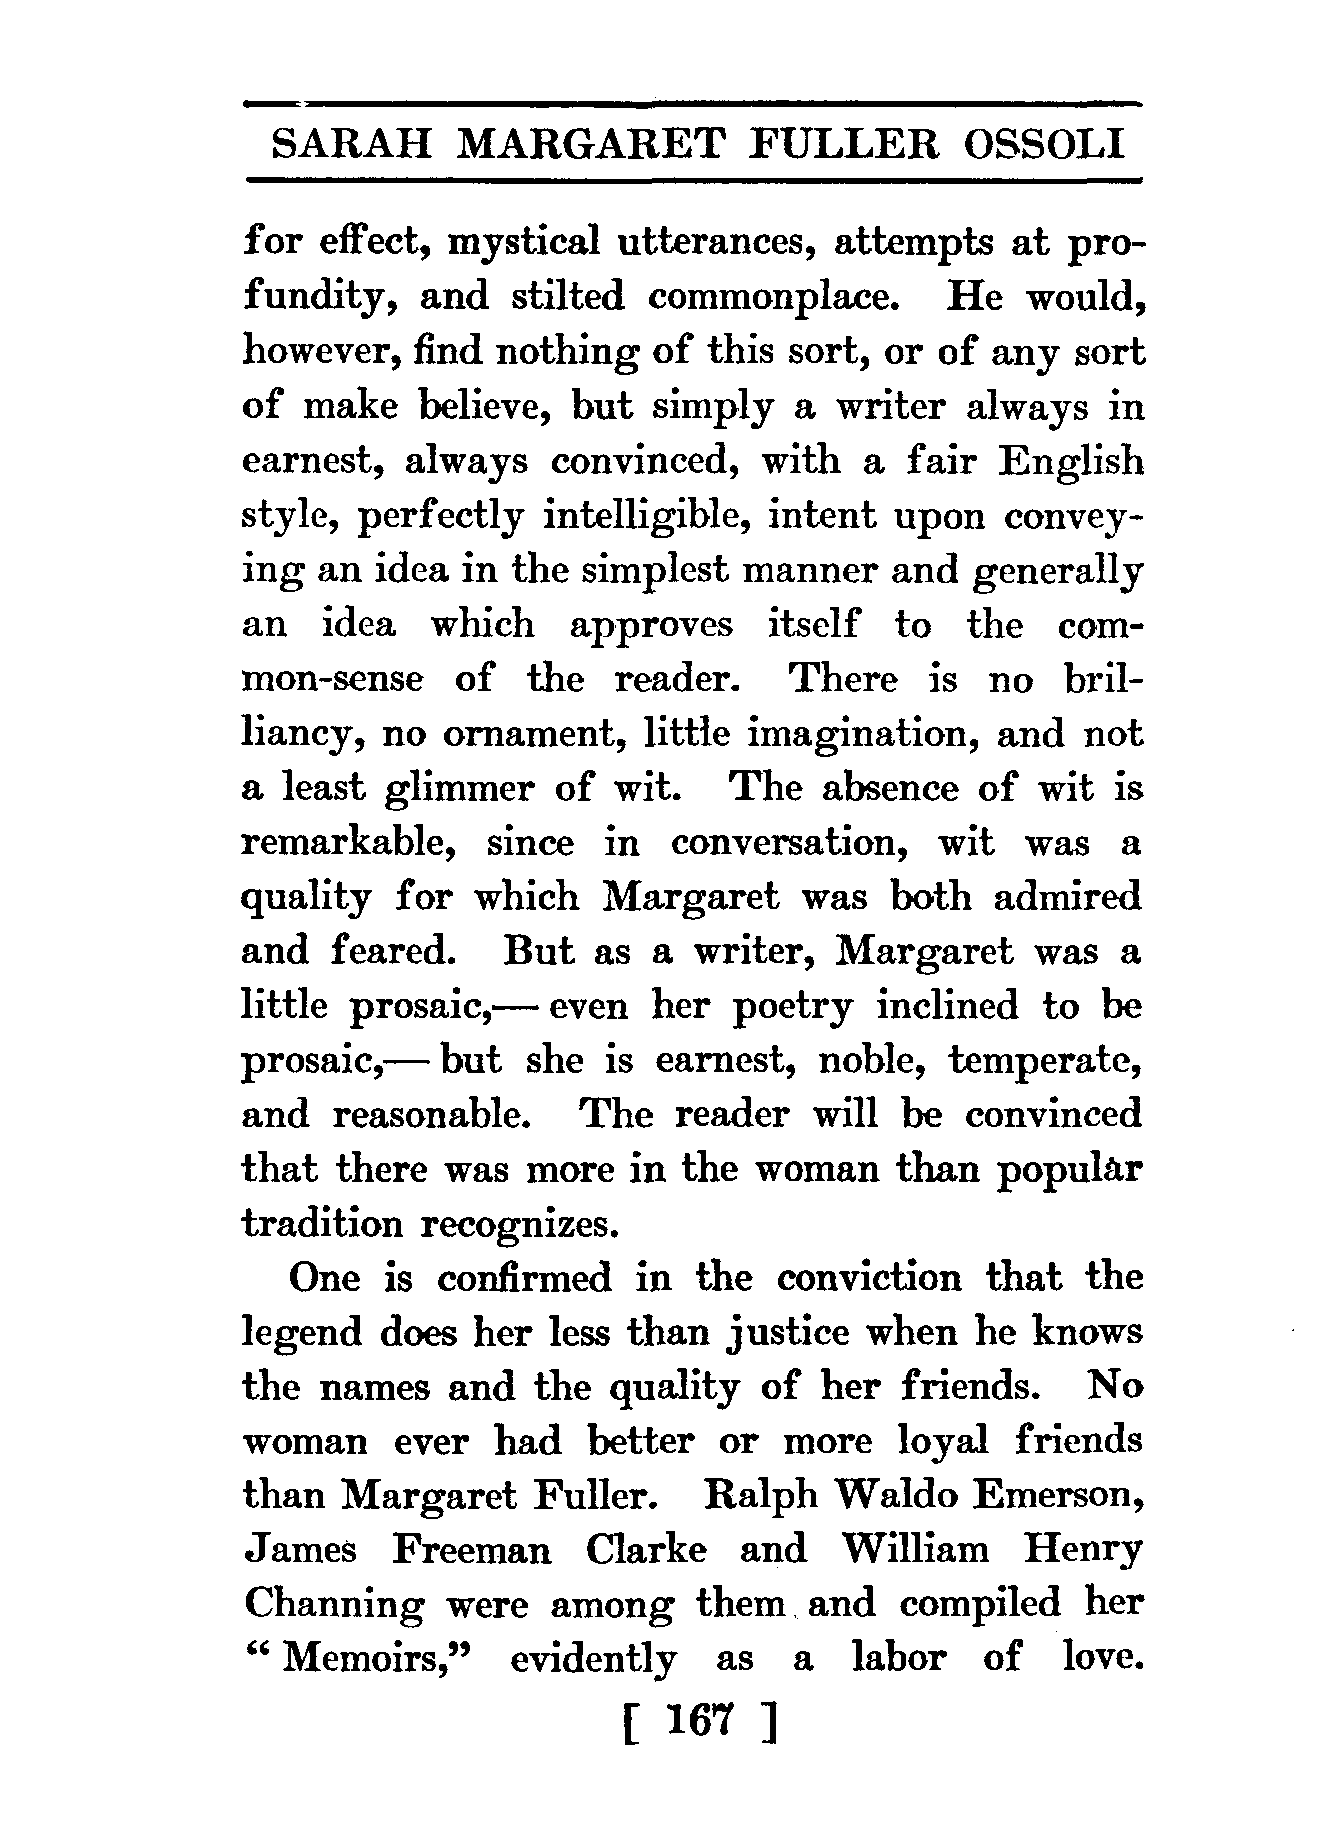 SARAH MARGARET FULLER OSSOLI
for effect, mystical utterances, attempts at pro-
fundity, and stilted commonplace. He would,
however, find nothing of this sort, or of any sort
of make believe, but simply a writer always in
earnest, always convinced, with a fair English
style, perfectly intelligible, intent upon convey-
ing an idea in the simplest manner and generally
an idea which approves itself to the com-
mon-sense of the reader. There is no bril-
liancy, no ornament, little imagination, and not
a least glimmer of wit. The absence of wit is
remarkable, since in conversation, wit was a
quality for which Margaret was both admired
and feared. But as a writer, Margaret was a
little prosaic,— even her poetry inclined to be
prosaic,— but she is earnest, noble, temperate,
and reasonable. The reader will be convinced
that there was more in the woman than popular
tradition recognizes.
One is confirmed in the conviction that the
legend does her less than justice when he knows
the names and the quality of her friends. No
woman ever had better or more loyal friends
than Margaret Fuller. Ralph Waldo Emerson,
James Freeman Clarke and William Henry
Channing were among them and compiled her
“ Memoirs,” evidently as a labor of love.
[ 167 ]